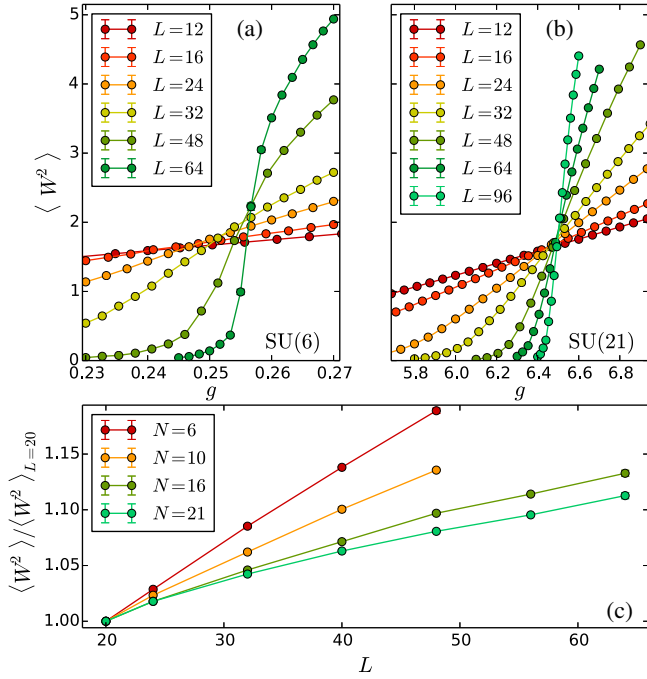 (a)
L=12
L=16
L=24
L=32
L=48
L=64
SU(6)
⟨W²⟩
0 1 2 3 4 5
0.23 0.24 0.25 0.26 0.27
g
(b)
L=12
L=16
L=24
L=32
L=48
L=64
L=96
SU(21)
5.8 6.0 6.2 6.4 6.6 6.8
g
(c)
N=6
N=10
N=16
N=21
⟨W²⟩/⟨W²⟩_{L=20}
1.00 1.05 1.10 1.15
20 30 40 50 60
L